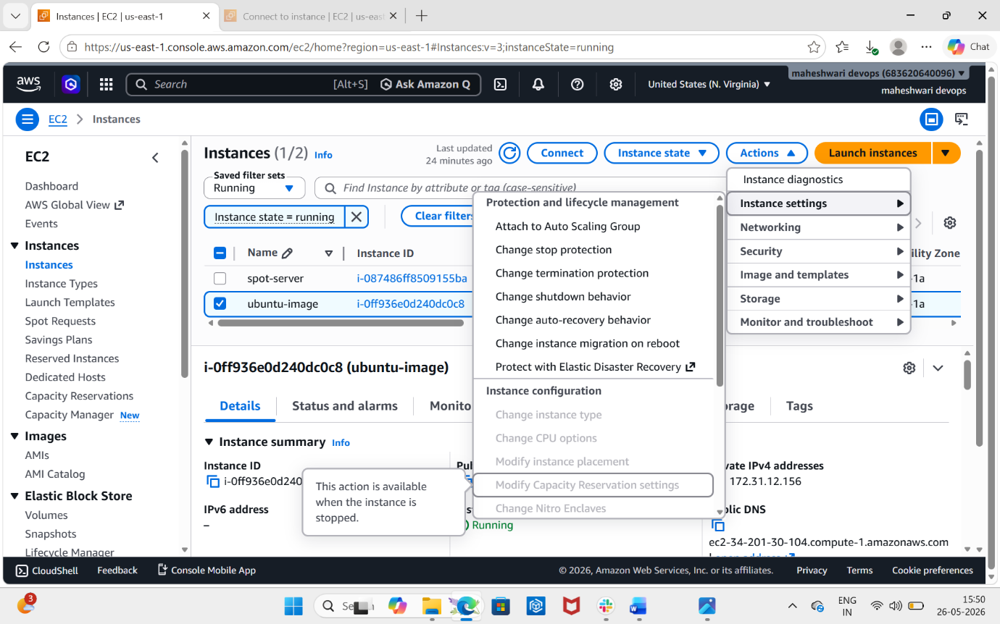 Instances | EC2 | us-east-1
Connect to instance | EC2 | us-eas
https://us-east-1.console.aws.amazon.com/ec2/home?region=us-east-1#Instances:v=3;instanceState=running
Chat
aws
Search
[Alt+S]
Ask Amazon Q
United States (N. Virginia)
maheshwari devops (683620640096)
maheshwari devops
EC2
Instances
EC2
Dashboard
AWS Global View
Events
Instances
Instances
Instance Types
Launch Templates
Spot Requests
Savings Plans
Reserved Instances
Dedicated Hosts
Capacity Reservations
Capacity Manager New
Images
AMIs
AMI Catalog
Elastic Block Store
Volumes
Snapshots
Lifecycle Manager
Instances (1/2) Info
Last updated
24 minutes ago
Connect
Instance state
Actions
Launch instances
Saved filter sets
Running
Find Instance by attribute or tag (case-sensitive)
Instance state = running
Clear filters
Name
Instance ID
ility Zone
spot-server
i-087486ff8509155ba
-1a
ubuntu-image
i-0ff936e0d240dc0c8
-1a
Instance diagnostics
Instance settings
Networking
Security
Image and templates
Storage
Monitor and troubleshoot
Protection and lifecycle management
Attach to Auto Scaling Group
Change stop protection
Change termination protection
Change shutdown behavior
Change auto-recovery behavior
Change instance migration on reboot
Protect with Elastic Disaster Recovery
Instance configuration
Change instance type
Change CPU options
Modify instance placement
Modify Capacity Reservation settings
Change Nitro Enclaves
This action is available
when the instance is
stopped.
i-0ff936e0d240dc0c8 (ubuntu-image)
Details
Status and alarms
Monito
orage
Tags
Instance summary Info
Instance ID
i-0ff936e0d240
Pul
vate IPv4 addresses
172.31.12.156
IPv6 address
–
Running
blic DNS
ec2-34-201-30-104.compute-1.amazonaws.com
CloudShell
Feedback
Console Mobile App
© 2026, Amazon Web Services, Inc. or its affiliates.
Privacy
Terms
Cookie preferences
3
ENG
IN
15:50
26-05-2026